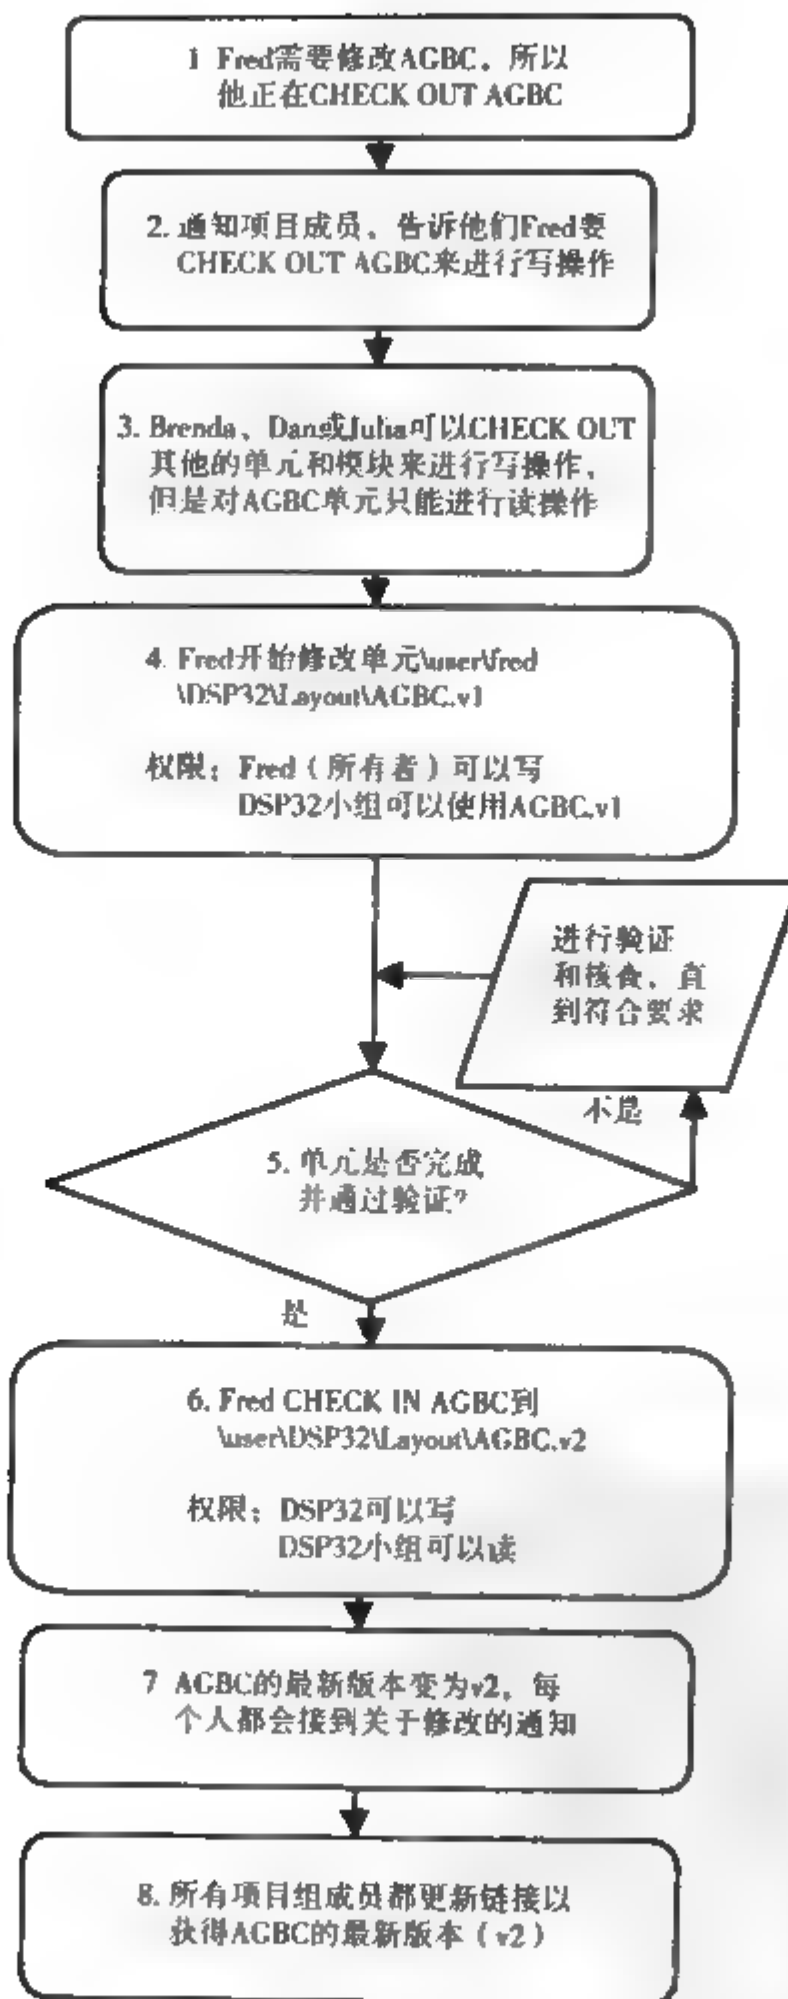 1 Fred需要修改AGBC，所以
他正在CHECK OUT AGBC
2. 通知项目成员，告诉他们Fred要
CHECK OUT AGBC来进行写操作
3. Brenda、Dan或Julia可以CHECK OUT
其他的单元和模块来进行写操作，
但是对AGBC单元只能进行读操作
4. Fred开始修改单元\user\fred
\DSP32\Layout\AGBC.v1
权限：Fred（所有者）可以写
DSP32小组可以使用AGBC.v1
进行验证
和核查，直
到符合要求
不是
5. 单元是否完成
并通过验证?
是
6. Fred CHECK IN AGBC到
\user\DSP32\Layout\AGBC.v2
权限：DSP32可以写
DSP32小组可以读
7 AGBC的最新版本变为v2，每
个人都会接到关于修改的通知
8. 所有项目组成员都更新链接以
获得AGBC的最新版本（v2）